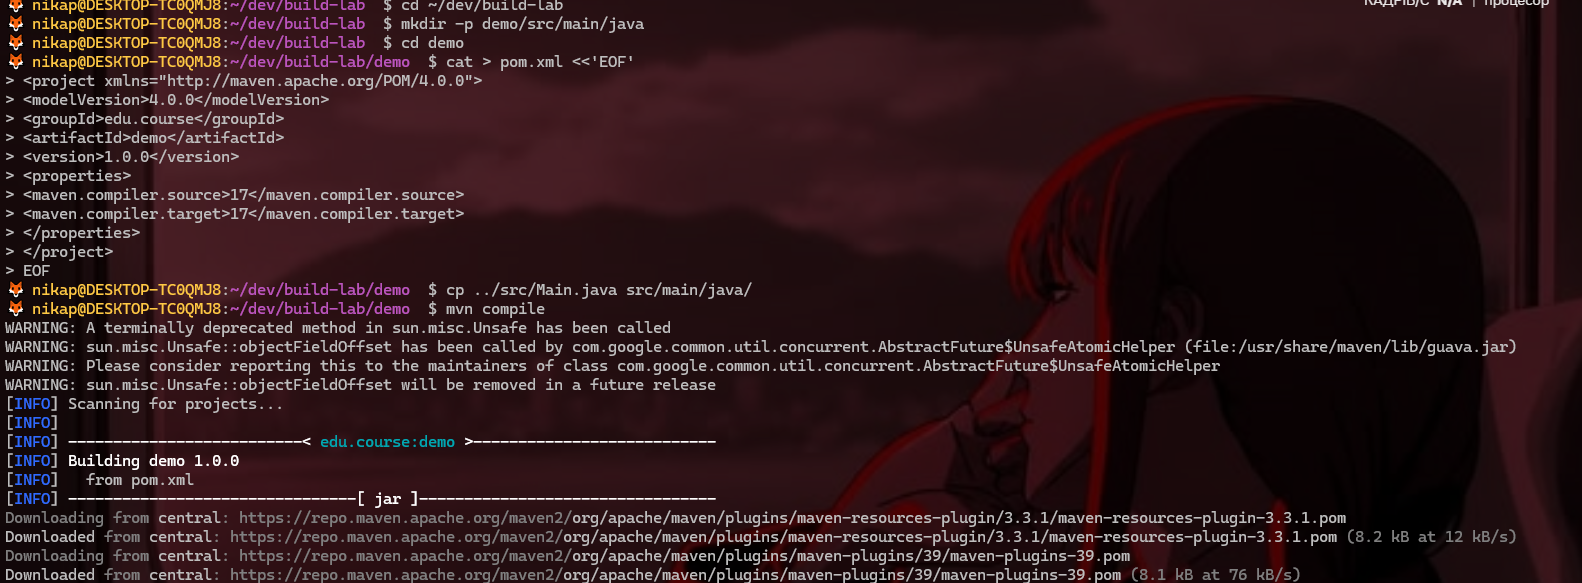 КАДРІВ/С N/A | процесор
nikap@DESKTOP-TC0QMJ8:~/dev/build-lab $ cd ~/dev/build-lab
nikap@DESKTOP-TC0QMJ8:~/dev/build-lab $ mkdir -p demo/src/main/java
nikap@DESKTOP-TC0QMJ8:~/dev/build-lab $ cd demo
nikap@DESKTOP-TC0QMJ8:~/dev/build-lab/demo $ cat > pom.xml <<'EOF'
> <project xmlns="http://maven.apache.org/POM/4.0.0">
> <modelVersion>4.0.0</modelVersion>
> <groupId>edu.course</groupId>
> <artifactId>demo</artifactId>
> <version>1.0.0</version>
> <properties>
> <maven.compiler.source>17</maven.compiler.source>
> <maven.compiler.target>17</maven.compiler.target>
> </properties>
> </project>
> EOF
nikap@DESKTOP-TC0QMJ8:~/dev/build-lab/demo $ cp ../src/Main.java src/main/java/
nikap@DESKTOP-TC0QMJ8:~/dev/build-lab/demo $ mvn compile
WARNING: A terminally deprecated method in sun.misc.Unsafe has been called
WARNING: sun.misc.Unsafe::objectFieldOffset has been called by com.google.common.util.concurrent.AbstractFuture$UnsafeAtomicHelper (file:/usr/share/maven/lib/guava.jar)
WARNING: Please consider reporting this to the maintainers of class com.google.common.util.concurrent.AbstractFuture$UnsafeAtomicHelper
WARNING: sun.misc.Unsafe::objectFieldOffset will be removed in a future release
[INFO] Scanning for projects...
[INFO]
[INFO] --------------------------< edu.course:demo >---------------------------
[INFO] Building demo 1.0.0
[INFO]   from pom.xml
[INFO] --------------------------------[ jar ]---------------------------------
Downloading from central: https://repo.maven.apache.org/maven2/org/apache/maven/plugins/maven-resources-plugin/3.3.1/maven-resources-plugin-3.3.1.pom
Downloaded from central: https://repo.maven.apache.org/maven2/org/apache/maven/plugins/maven-resources-plugin/3.3.1/maven-resources-plugin-3.3.1.pom (8.2 kB at 12 kB/s)
Downloading from central: https://repo.maven.apache.org/maven2/org/apache/maven/plugins/maven-plugins/39/maven-plugins-39.pom
Downloaded from central: https://repo.maven.apache.org/maven2/org/apache/maven/plugins/maven-plugins/39/maven-plugins-39.pom (8.1 kB at 76 kB/s)